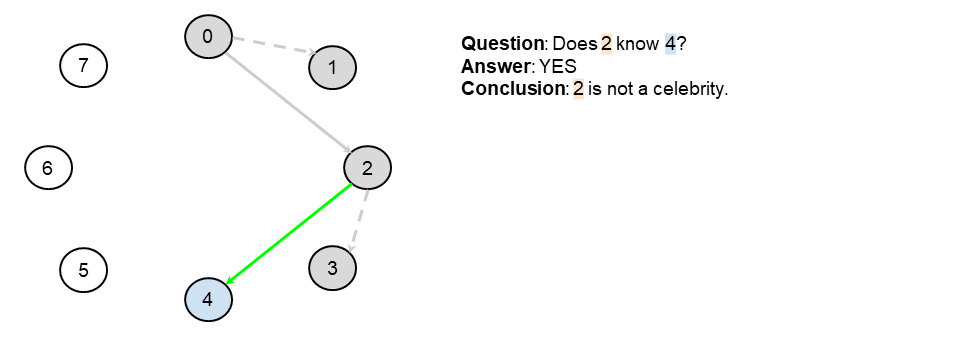 0
7
1
6
2
5
3
4
Question: Does 2 know 4?
Answer: YES
Conclusion: 2 is not a celebrity.